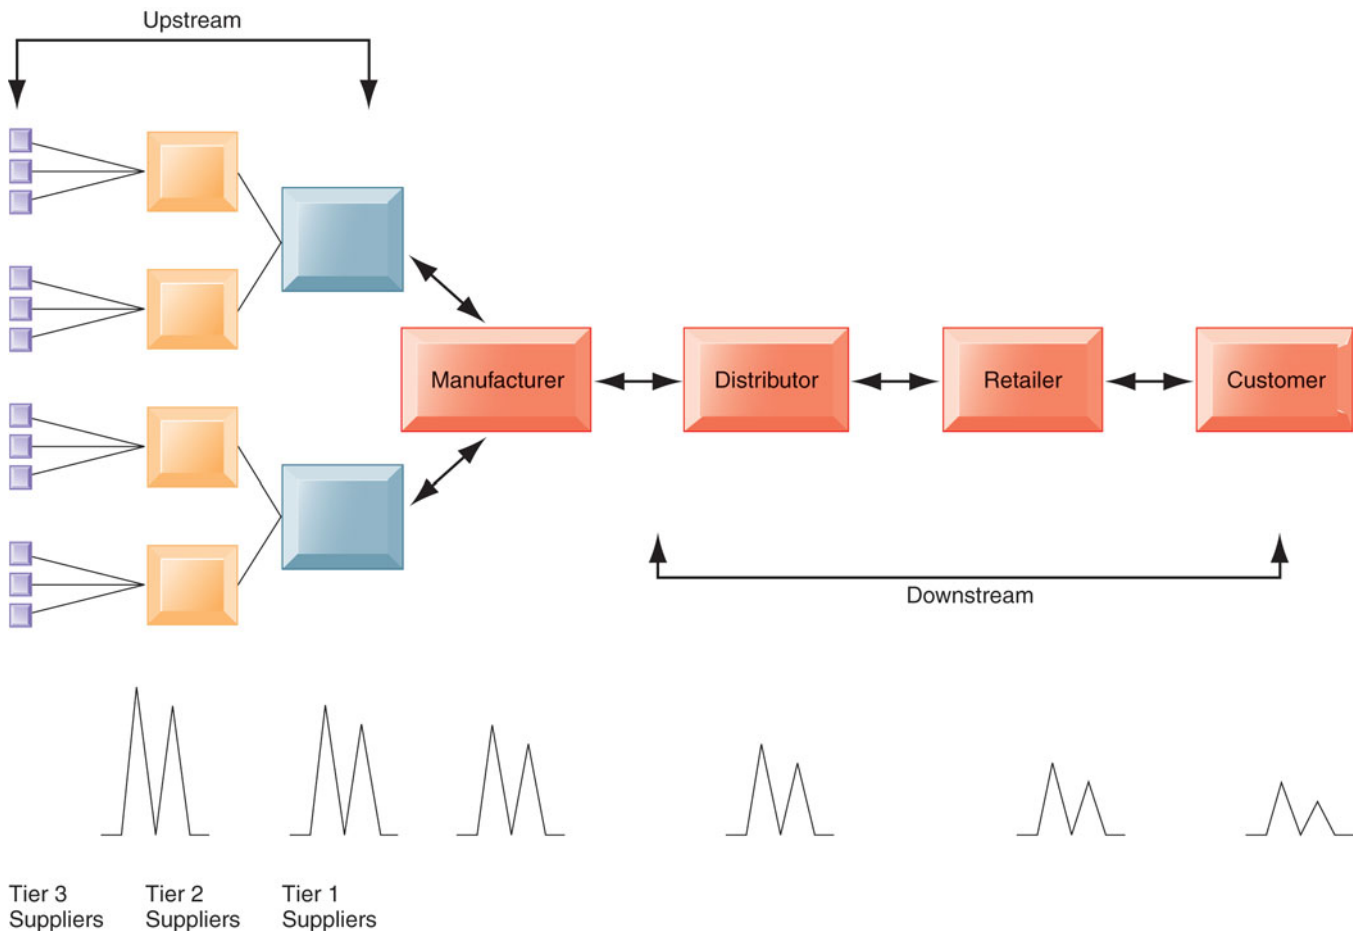 Upstream
Manufacturer
Distributor
Retailer
Customer
Downstream
Tier 3
Suppliers
Tier 2
Suppliers
Tier 1
Suppliers